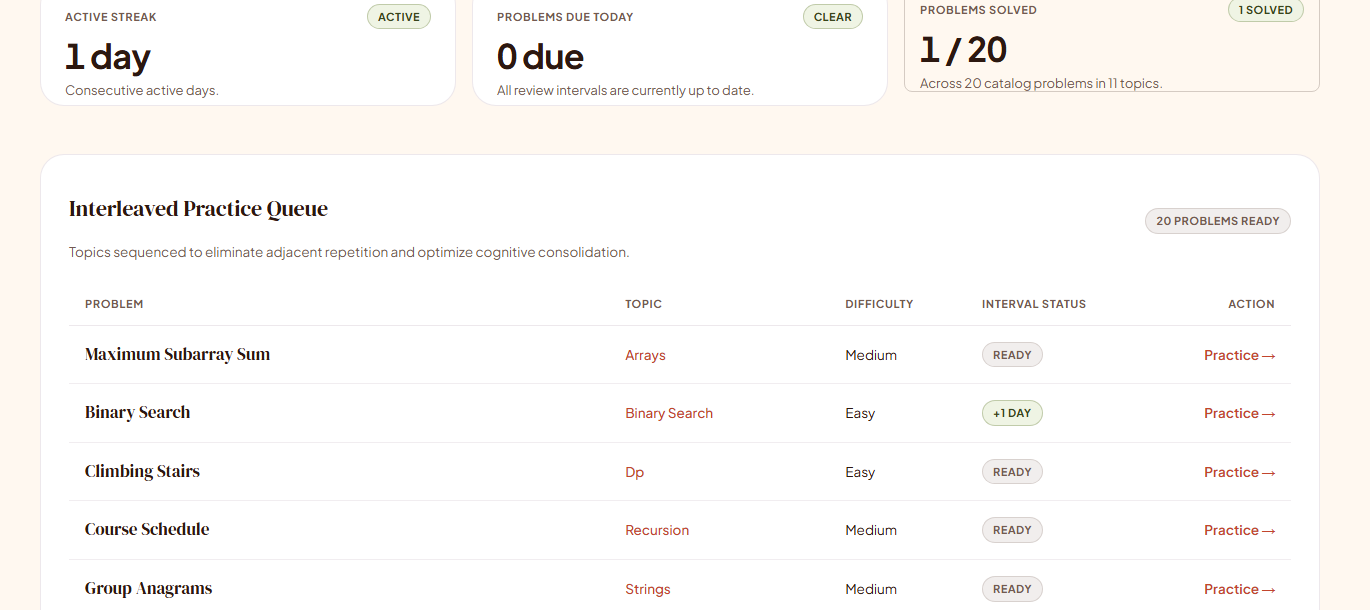 ACTIVE STREAK
ACTIVE
1 day
Consecutive active days.
PROBLEMS DUE TODAY
CLEAR
0 due
All review intervals are currently up to date.
PROBLEMS SOLVED
1 SOLVED
1 / 20
Across 20 catalog problems in 11 topics.
Interleaved Practice Queue
20 PROBLEMS READY
Topics sequenced to eliminate adjacent repetition and optimize cognitive consolidation.
PROBLEM TOPIC DIFFICULTY INTERVAL STATUS ACTION
Maximum Subarray Sum Arrays Medium READY Practice →
Binary Search Binary Search Easy +1 DAY Practice →
Climbing Stairs Dp Easy READY Practice →
Course Schedule Recursion Medium READY Practice →
Group Anagrams Strings Medium READY Practice →